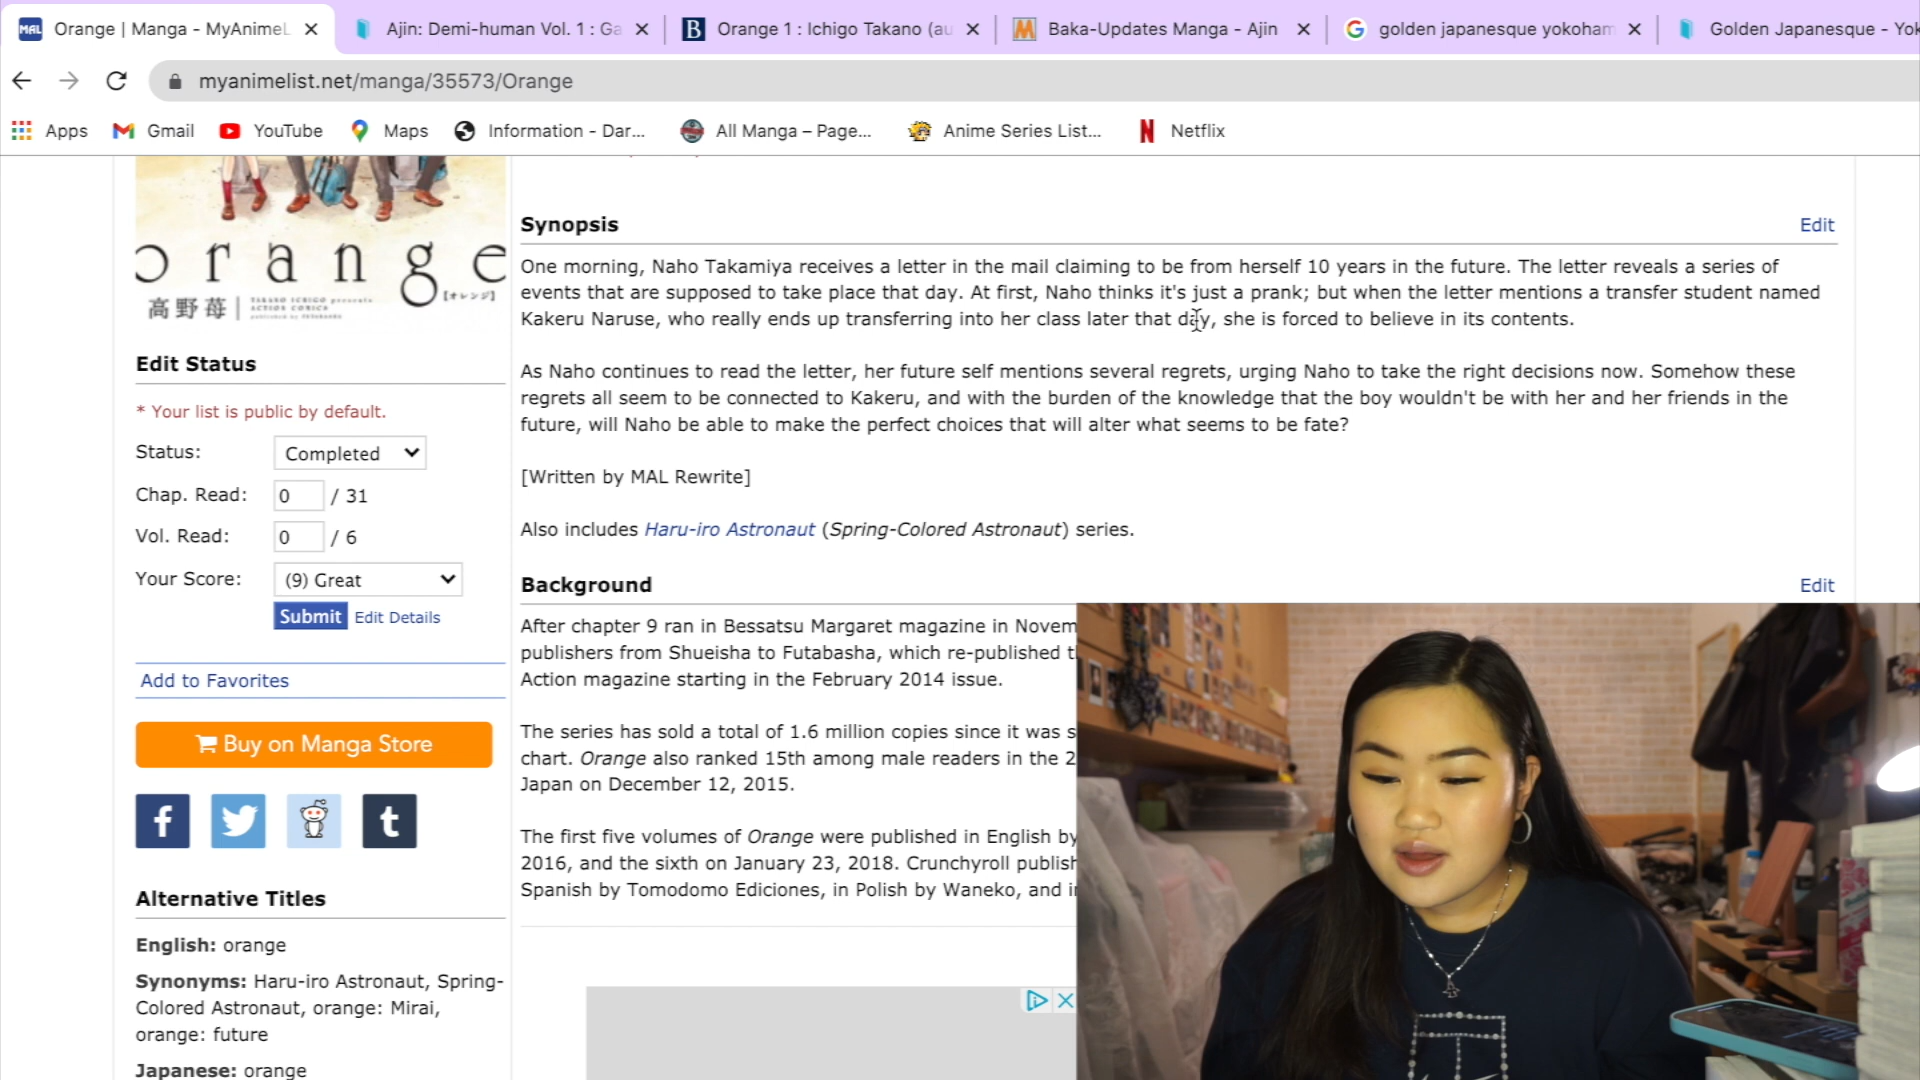 Orange | Manga - MyAnimeL
Ajin: Demi-human Vol. 1 : Ga
Orange 1 : Ichigo Takano (au
Baka-Updates Manga - Ajin
golden japanesque yokoham
Golden Japanesque - Yok
myanimelist.net/manga/35573/Orange
Apps
Gmail
YouTube
Maps
Information - Dar...
All Manga – Page...
Anime Series List...
Netflix
orange
[オレンジ]
高野苺
TAKANO ICHIGO presents
ACTION COMICS
published by FUTABASHA
Edit Status
* Your list is public by default.
Status: Completed
Chap. Read: 0 / 31
Vol. Read: 0 / 6
Your Score: (9) Great
Submit Edit Details
Add to Favorites
Buy on Manga Store
Alternative Titles
English: orange
Synonyms: Haru-iro Astronaut, Spring-
Colored Astronaut, orange: Mirai,
orange: future
Japanese: orange
Synopsis Edit
One morning, Naho Takamiya receives a letter in the mail claiming to be from herself 10 years in the future. The letter reveals a series of
events that are supposed to take place that day. At first, Naho thinks it's just a prank; but when the letter mentions a transfer student named
Kakeru Naruse, who really ends up transferring into her class later that day, she is forced to believe in its contents.
As Naho continues to read the letter, her future self mentions several regrets, urging Naho to take the right decisions now. Somehow these
regrets all seem to be connected to Kakeru, and with the burden of the knowledge that the boy wouldn't be with her and her friends in the
future, will Naho be able to make the perfect choices that will alter what seems to be fate?
[Written by MAL Rewrite]
Also includes Haru-iro Astronaut (Spring-Colored Astronaut) series.
Background Edit
After chapter 9 ran in Bessatsu Margaret magazine in Novem
publishers from Shueisha to Futabasha, which re-published t
Action magazine starting in the February 2014 issue.
The series has sold a total of 1.6 million copies since it was s
chart. Orange also ranked 15th among male readers in the 2
Japan on December 12, 2015.
The first five volumes of Orange were published in English by
2016, and the sixth on January 23, 2018. Crunchyroll publish
Spanish by Tomodomo Ediciones, in Polish by Waneko, and i